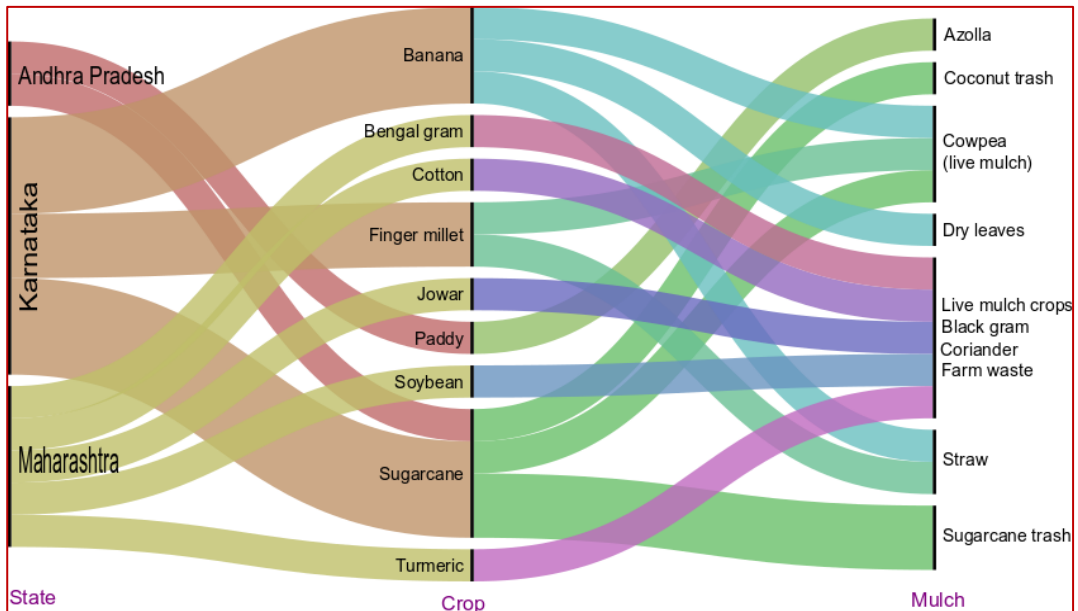 Andhra Pradesh
Karnataka
Maharashtra
State
Banana
Bengal gram
Cotton
Finger millet
Jowar
Paddy
Soybean
Sugarcane
Turmeric
Crop
Azolla
Coconut trash
Cowpea
(live mulch)
Dry leaves
Live mulch crops
Black gram
Coriander
Farm waste
Straw
Sugarcane trash
Mulch